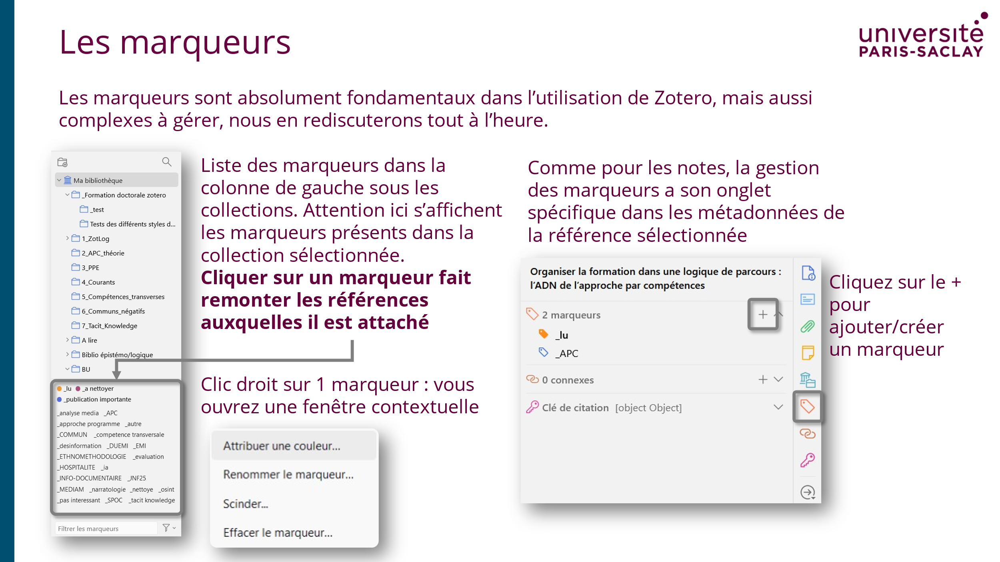 Les marqueurs
université
PARIS-SACLAY
Les marqueurs sont absolument fondamentaux dans l’utilisation de Zotero, mais aussi
complexes à gérer, nous en rediscuterons tout à l’heure.
Ma bibliothèque
_Formation doctorale zotero
_test
Tests des différents styles d...
1_ZotLog
2_APC_théorie
3_PPE
4_Courants
5_Compétences_transverses
6_Communs_négatifs
7_Tacit_Knowledge
A lire
Biblio épistémo/logique
BU
_lu _a nettoyer
_publication importante
_analyse media _APC
_approche programme _autre
_COMMUN _competence transversale
_desinformation _DUEMI _EMI
_ETHNOMETHODOLOGIE _evaluation
_HOSPITALITE _ia
_INFO-DOCUMENTAIRE _JNF25
_MEDIAM _narratologie _nettoye _osint
_pas interessant _SPOC _tacit knowledge
Filtrer les marqueurs
Liste des marqueurs dans la
colonne de gauche sous les
collections. Attention ici s’affichent
les marqueurs présents dans la
collection sélectionnée.
Cliquer sur un marqueur fait
remonter les références
auxquelles il est attaché
Clic droit sur 1 marqueur : vous
ouvrez une fenêtre contextuelle
Attribuer une couleur...
Renommer le marqueur...
Scinder...
Effacer le marqueur...
Comme pour les notes, la gestion
des marqueurs a son onglet
spécifique dans les métadonnées de
la référence sélectionnée
Organiser la formation dans une logique de parcours :
l’ADN de l’approche par compétences
2 marqueurs
_lu
_APC
0 connexes
Clé de citation [object Object]
Cliquez sur le +
pour
ajouter/créer
un marqueur